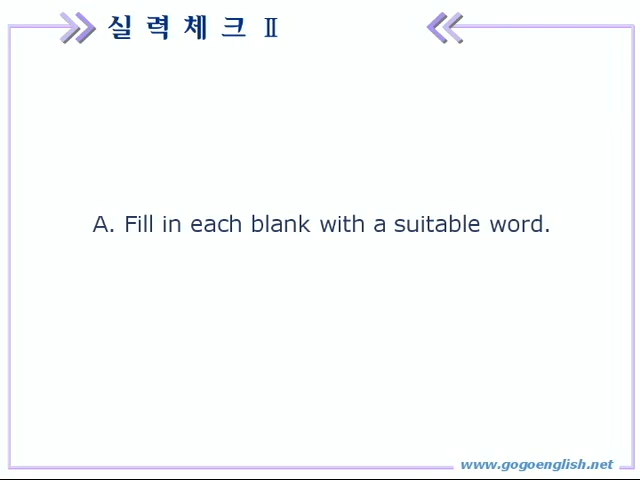 실력체크 Ⅱ
A. Fill in each blank with a suitable word.
www.gogoenglish.net